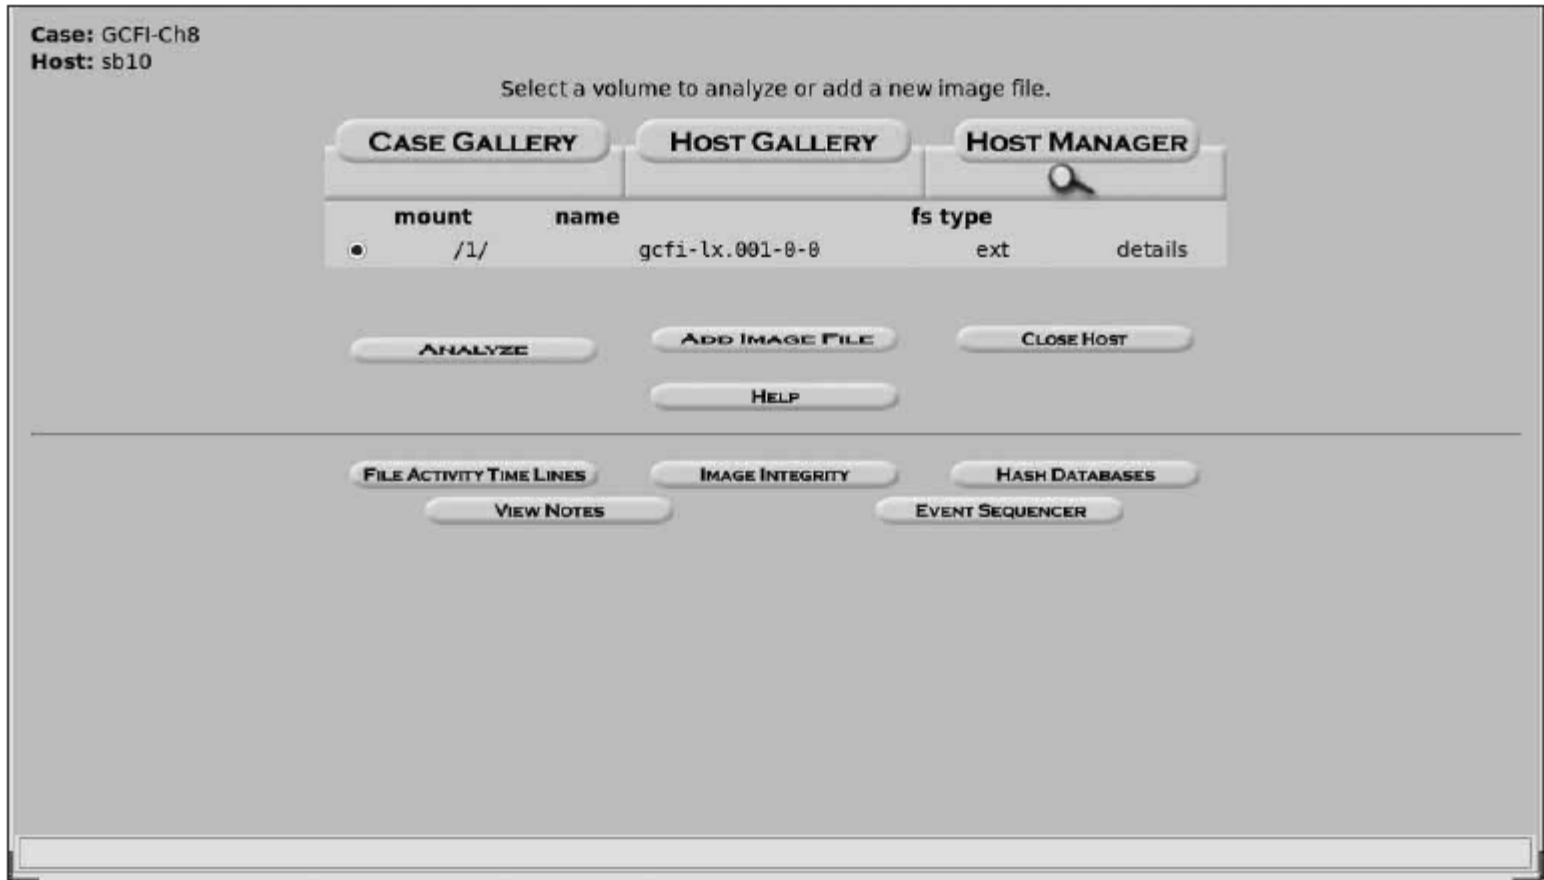 Case: GCFI-Ch8
Host: sb10
Select a volume to analyze or add a new image file.
CASE GALLERY HOST GALLERY HOST MANAGER
mount name fs type
/1/ gcfi-lx.001-0-0 ext details
ANALYZE ADD IMAGE FILE CLOSE HOST
HELP
FILE ACTIVITY TIME LINES IMAGE INTEGRITY HASH DATABASES
VIEW NOTES EVENT SEQUENCER